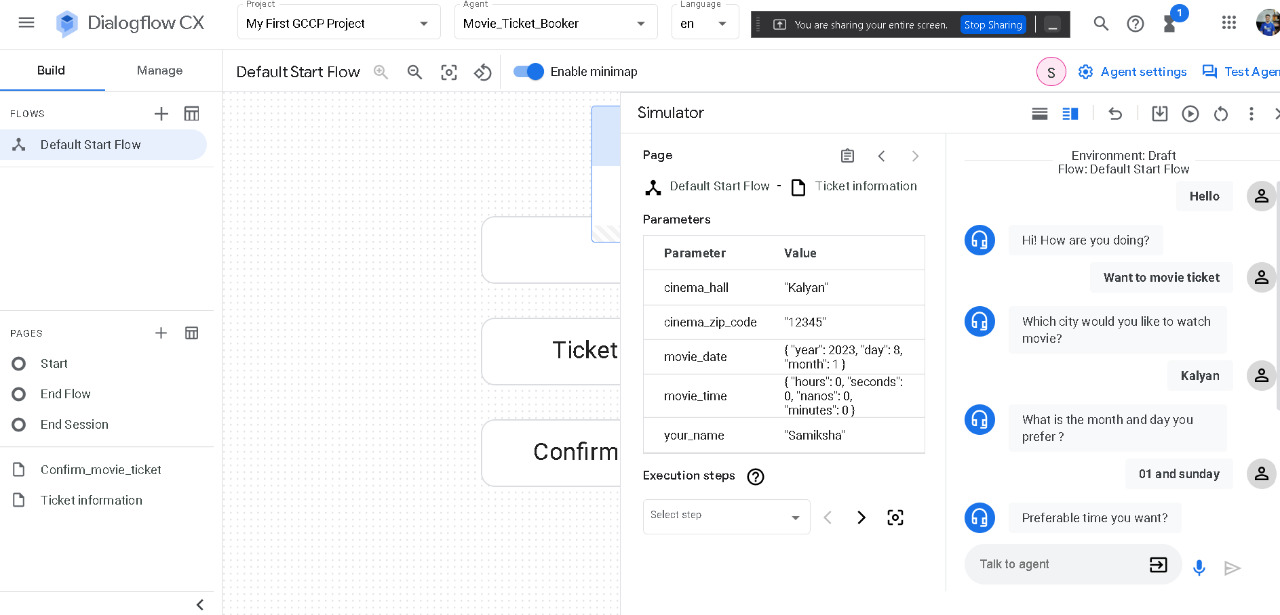 Dialogflow CX
Project
My First GCCP Project
Agent
Movie_Ticket_Booker
Language
en
You are sharing your entire screen.
Stop Sharing
1
Build
Manage
Default Start Flow
Enable minimap
S
Agent settings
Test Agen
FLOWS
Default Start Flow
PAGES
Start
End Flow
End Session
Confirm_movie_ticket
Ticket information
Ticket
Confirm
Simulator
Page
Default Start Flow - Ticket information
Parameters
Parameter Value
cinema_hall "Kalyan"
cinema_zip_code "12345"
movie_date { "year": 2023, "day": 8,
"month": 1 }
movie_time { "hours": 0, "seconds":
0, "nanos": 0,
"minutes": 0 }
your_name "Samiksha"
Execution steps
Select step
Environment: Draft
Flow: Default Start Flow
Hello
Hi! How are you doing?
Want to movie ticket
Which city would you like to watch
movie?
Kalyan
What is the month and day you
prefer ?
01 and sunday
Preferable time you want?
Talk to agent